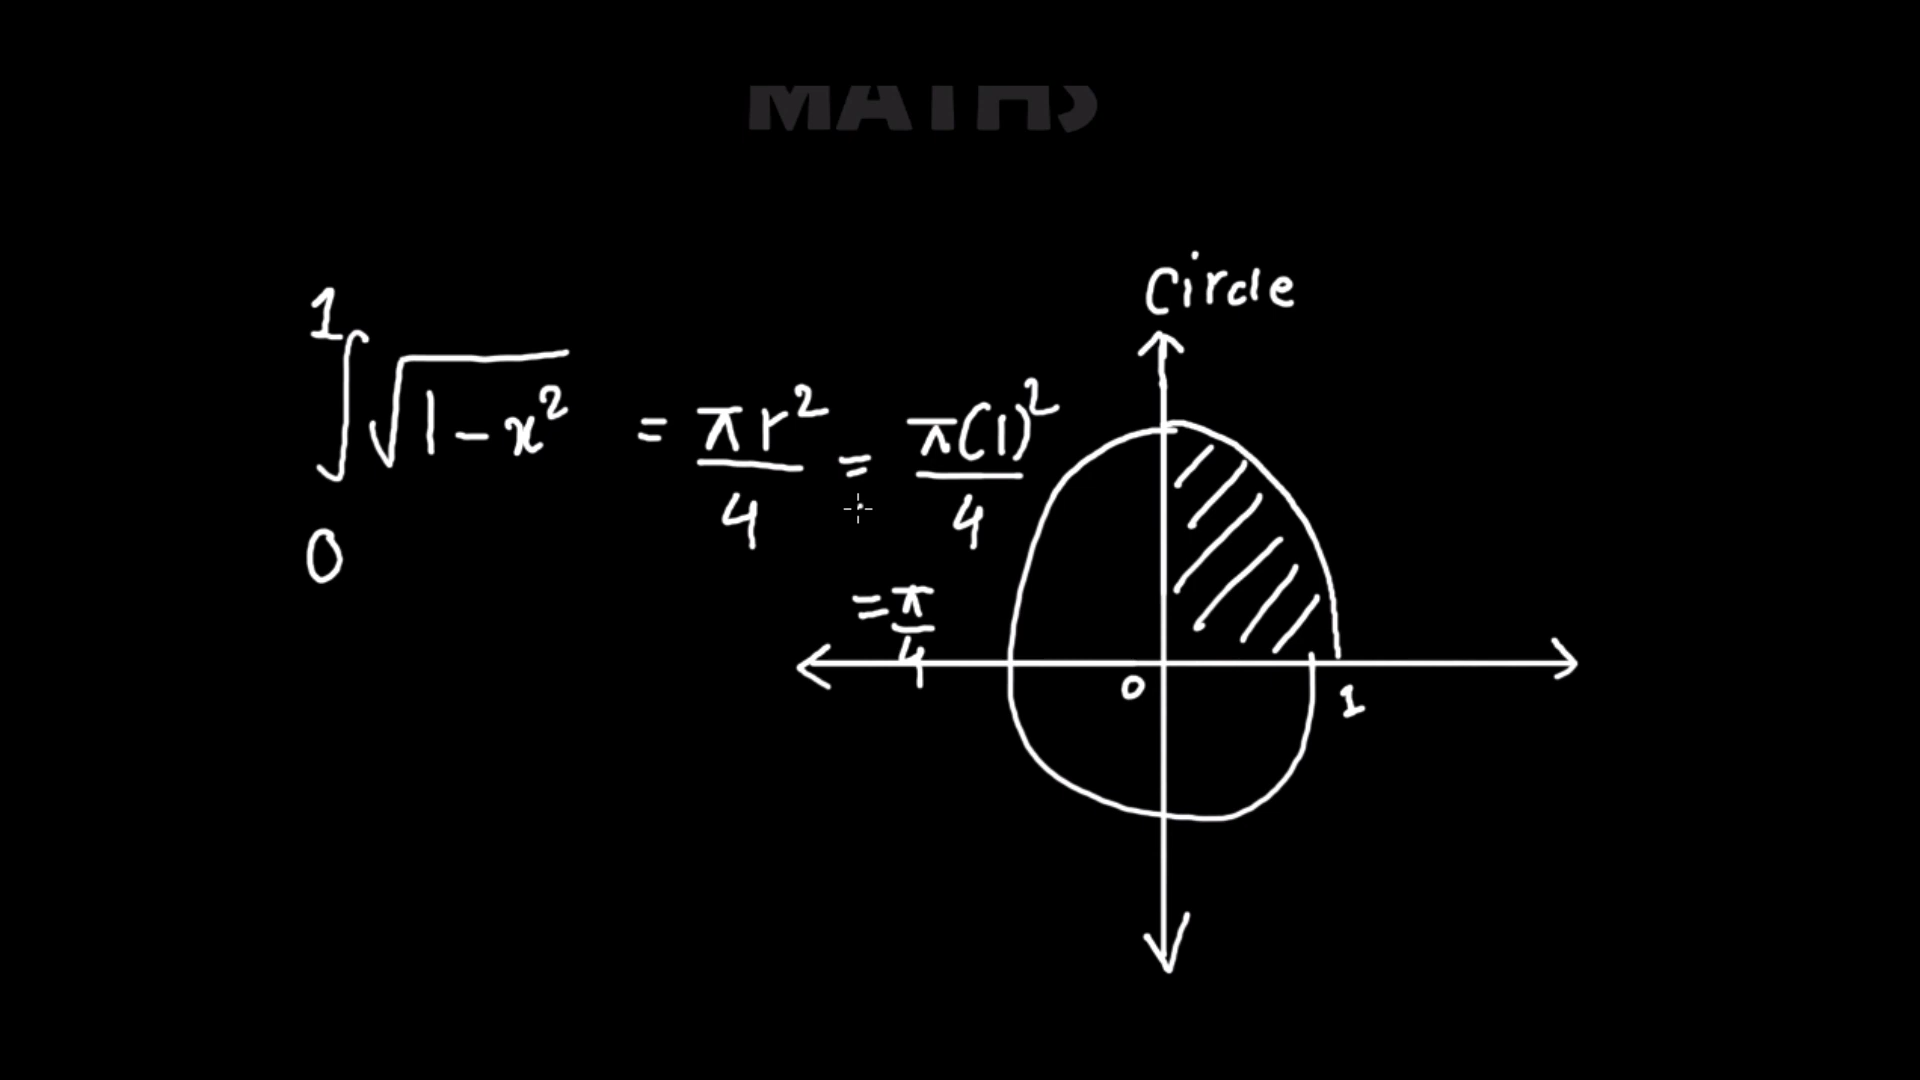 MATHS
Circle
1
∫ √1-x² = πr²/4 = π(1)²/4
0
= π/4
0 1